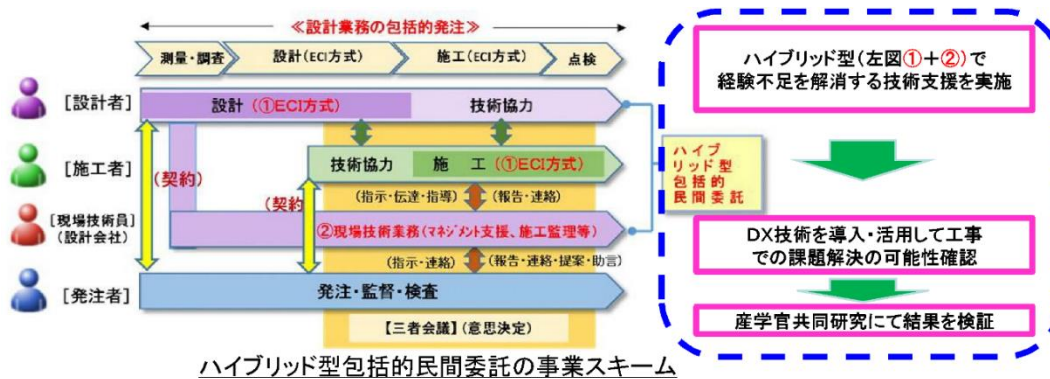 ≪設計業務の包括的発注≫
測量・調査
設計(ECI方式)
施工(ECI方式)
点検
[設計者]
設計(①ECI方式)
技術協力
[施工者]
技術協力
施 工(①ECI方式)
(契約)
(契約)
(指示・伝達・指導)
(報告・連絡)
[現場技術員]
(設計会社)
②現場技術業務(マネジメント支援、施工監理等)
(指示・連絡)
(報告・連絡・提案・助言)
[発注者]
発注・監督・検査
【三者会議】(意思決定)
ハイブ
リッド型
包括的
民間委託
ハイブリッド型包括的民間委託の事業スキーム
ハイブリッド型(左図①+②)で
経験不足を解消する技術支援を実施
DX技術を導入・活用して工事
での課題解決の可能性確認
産学官共同研究にて結果を検証